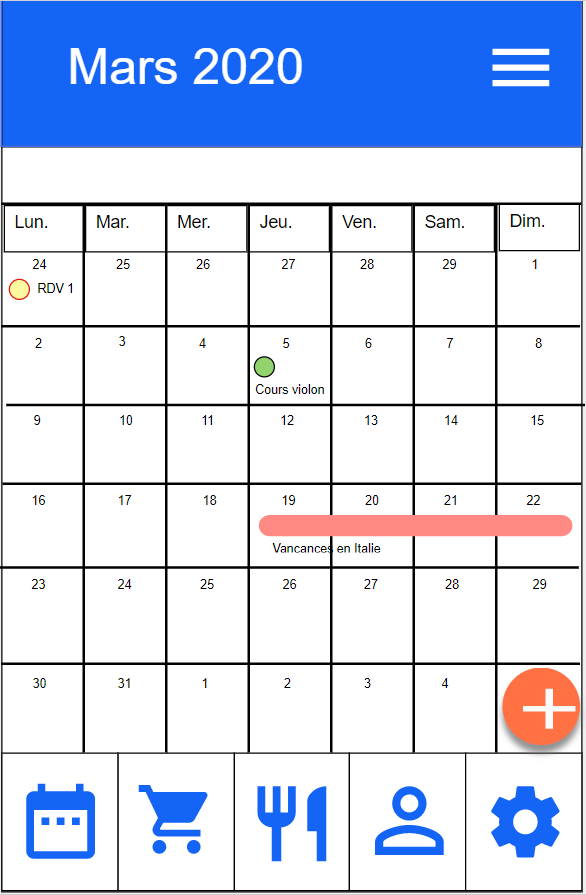 Mars 2020
Lun. Mar. Mer. Jeu. Ven. Sam. Dim.
24 25 26 27 28 29 1
RDV 1
2 3 4 5 6 7 8
Cours violon
9 10 11 12 13 14 15
16 17 18 19 20 21 22
Vancances en Italie
23 24 25 26 27 28 29
30 31 1 2 3 4